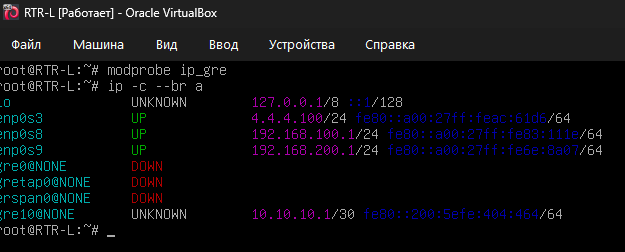 RTR-L [Работает] - Oracle VirtualBox
Файл Машина Вид Ввод Устройства Справка
root@RTR-L:~# modprobe ip_gre
root@RTR-L:~# ip -c --br a
lo UNKNOWN 127.0.0.1/8 ::1/128
enp0s3 UP 4.4.4.100/24 fe80::a00:27ff:feac:61d6/64
enp0s8 UP 192.168.100.1/24 fe80::a00:27ff:fe83:111e/64
enp0s9 UP 192.168.200.1/24 fe80::a00:27ff:fe6e:8a07/64
gre0@NONE DOWN
gretap0@NONE DOWN
erspan0@NONE DOWN
gre10@NONE UNKNOWN 10.10.10.1/30 fe80::200:5efe:404:464/64
root@RTR-L:~# _